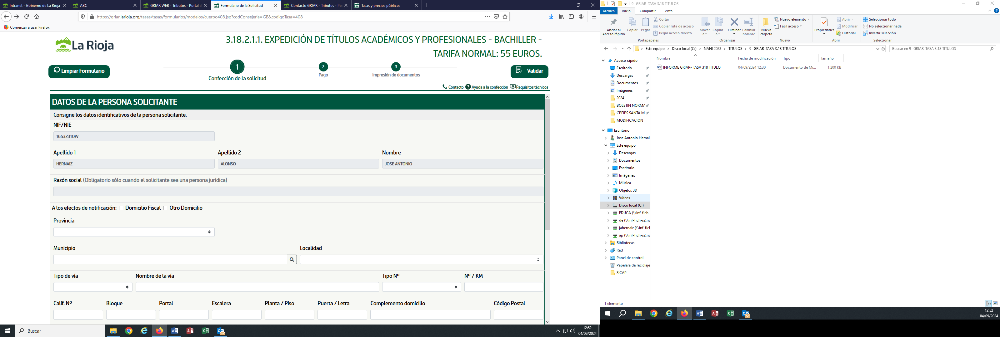 Intranet - Gobierno de La Rioja
ABC
GRIAR WEB - Tributos - Portal d
Formulario de la Solicitud
Contacto GRIAR - Tributos - Po
Tasas y precios públicos
https://griar.larioja.org/tasas/tasas/formularios/modelos/cuerpo408.jsp?codConsejeria=GE&codigoTasa=408
Comenzar a usar Firefox
La Rioja
3.18.2.1.1. EXPEDICIÓN DE TÍTULOS ACADÉMICOS Y PROFESIONALES - BACHILLER -
TARIFA NORMAL: 55 EUROS.
Limpiar Formulario
1
Confección de la solicitud
2
Pago
3
Impresión de documentos
Validar
Contacto
Ayuda a la confección
Requisitos técnicos
DATOS DE LA PERSONA SOLICITANTE
Consigne los datos identificativos de la persona solicitante.
NIF/NIE
16532310W
Apellido 1
Apellido 2
Nombre
HERNAIZ
ALONSO
JOSE ANTONIO
Razón social (Obligatorio sólo cuando el solicitante sea una persona jurídica)
A los efectos de notificación: Domicilio Fiscal Otro Domicilio
Provincia
Municipio
Localidad
Tipo de vía
Nombre de la vía
Tipo Nº
Nº / KM
Calif. Nº
Bloque
Portal
Escalera
Planta / Piso
Puerta / Letra
Complemento domicilio
Código Postal
Buscar
12:52
04/09/2024
9- GRIAR-TASA 3.18 TITULOS
Archivo
Inicio
Compartir
Vista
Anclar al
Acceso rápido
Copiar
Pegar
Cortar
Copiar ruta de acceso
Pegar acceso directo
Portapapeles
Mover
a
Copiar
a
Eliminar
Cambiar
nombre
Organizar
Nueva
carpeta
Nuevo elemento
Fácil acceso
Nuevo
Propiedades
Abrir
Modificar
Historial
Abrir
Seleccionar todo
No seleccionar nada
Invertir selección
Seleccionar
Este equipo > Disco local (C:) > NANI 2023 > TITULOS > 9- GRIAR-TASA 3.18 TITULOS
Buscar en 9- GRIAR-TASA 3.18 TITULOS
Nombre
Fecha de modificación
Tipo
Tamaño
INFORME GRIAR- TASA 318 TITULO
04/09/2024 12:30
Documento de Mi...
1.200 KB
Acceso rápido
Escritorio
Descargas
Documentos
Imágenes
2024
BOLETIN NORMA
CPEIPS SANTA M
MODIFICACION
Escritorio
Jose Antonio Hernai
Este equipo
Descargas
Documentos
Escritorio
Imágenes
Música
Objetos 3D
Vídeos
Disco local (C:)
EDUCA (\\inf-fich-
de (\\inf-fich-s2.ric
jahernaiz (\\inf-fich
ap (\\inf-fich-s2.ric
Bibliotecas
Red
Panel de control
Papelera de reciclaje
SICAP
1 elemento
12:52
04/09/2024